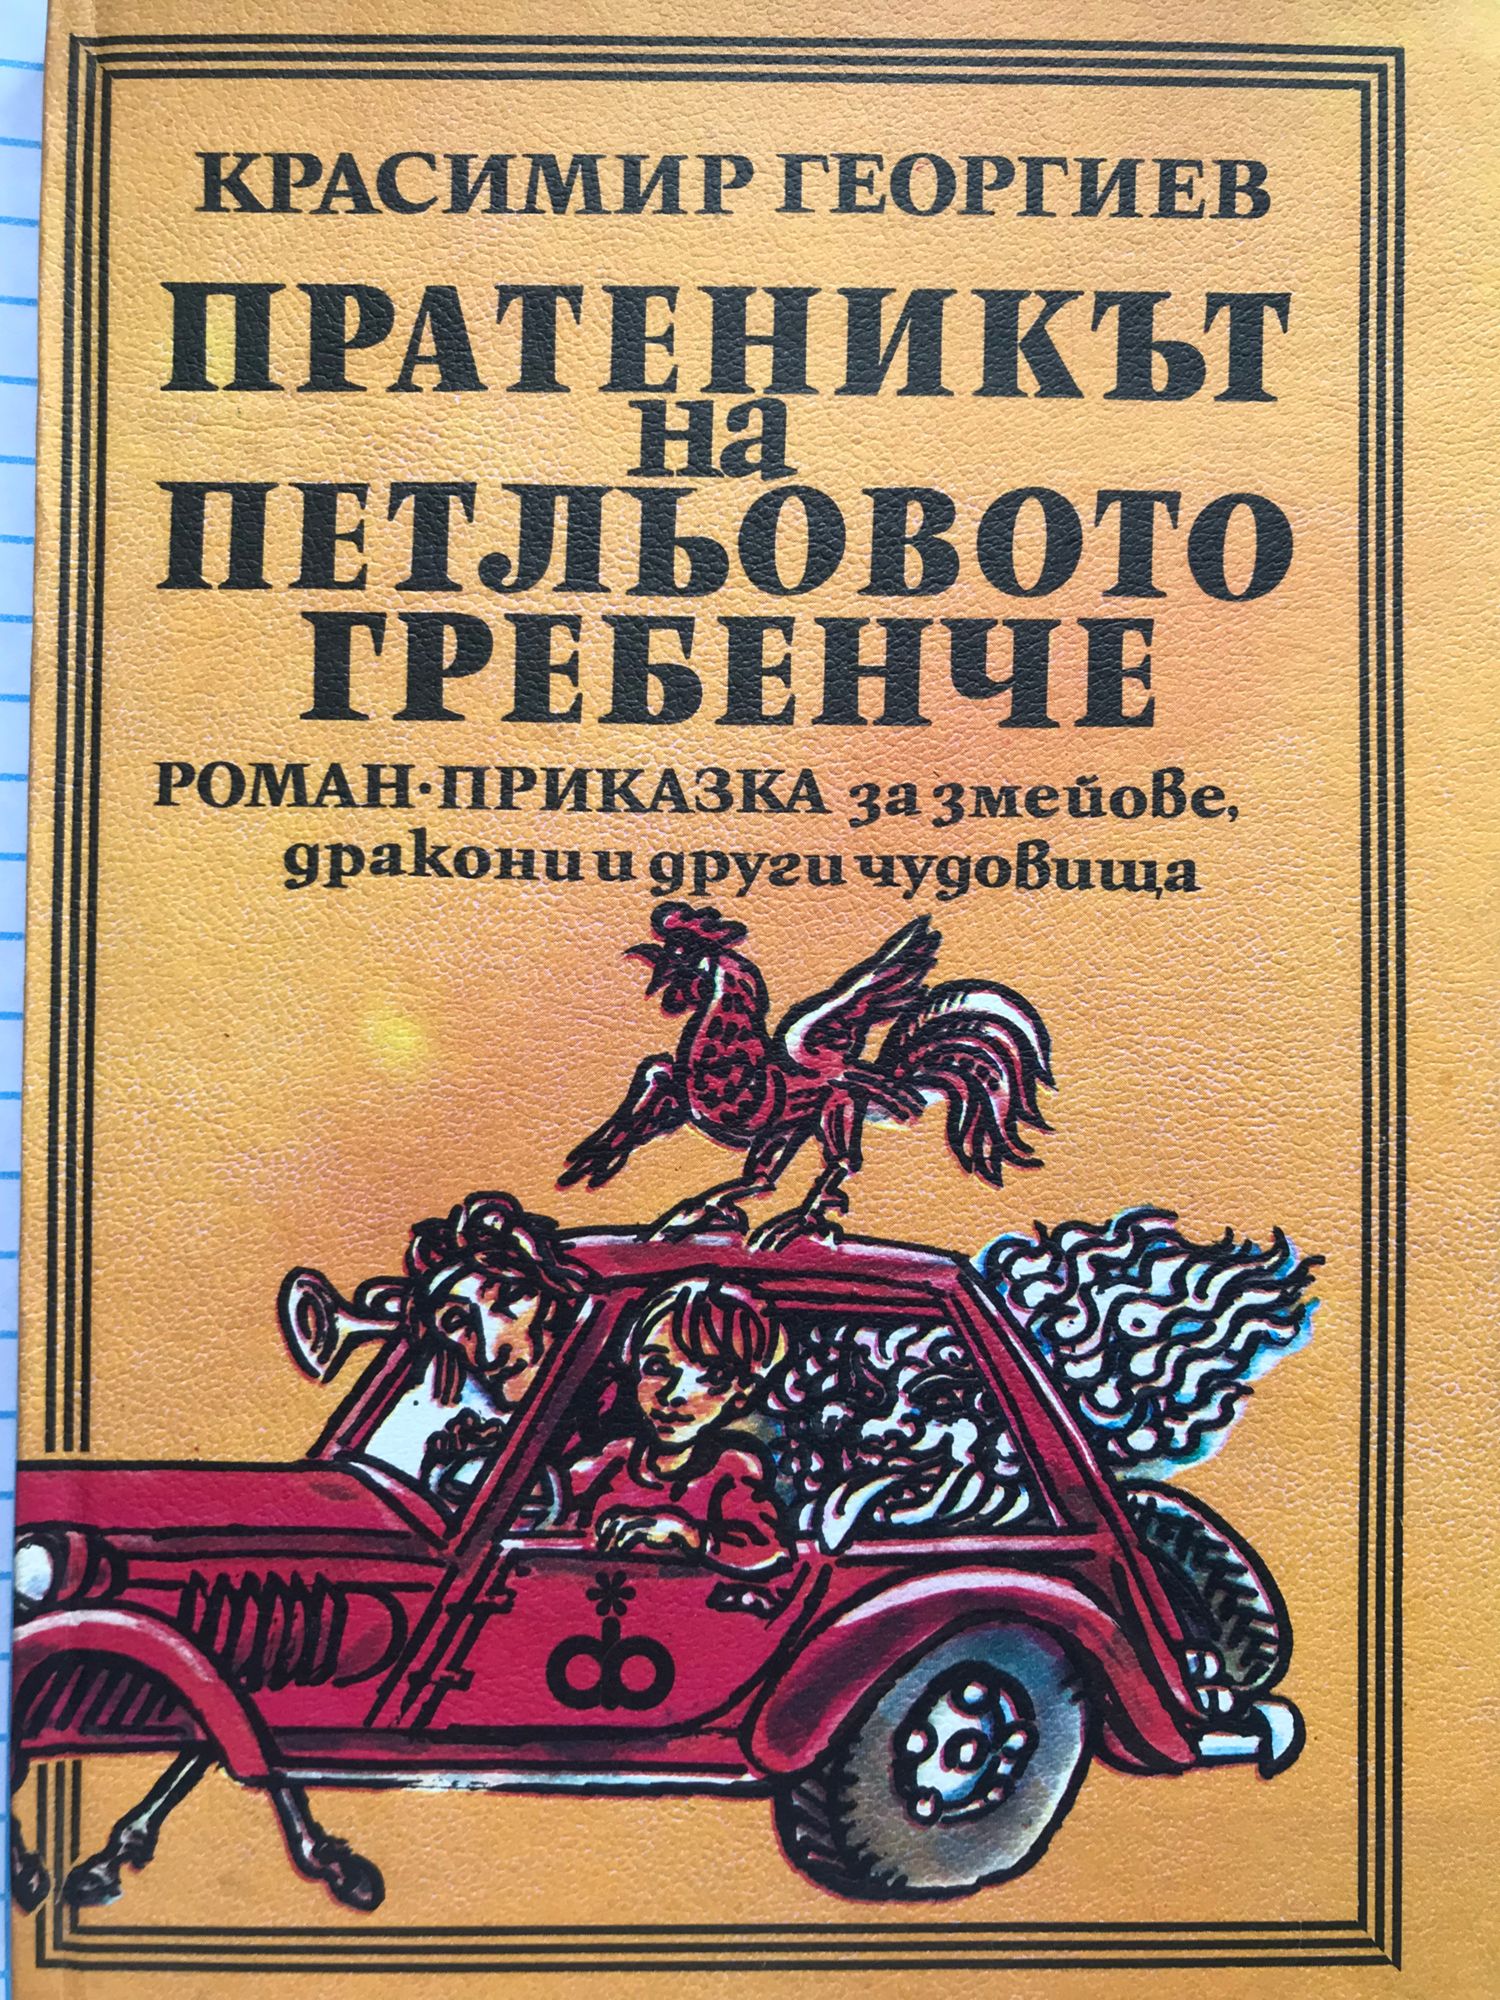 КРАСИМИР ГЕОРГИЕВ
ПРАТЕНИКЪТ
на
ПЕТЛЬОВОТО
ГРЕБЕНЧЕ
РОМАН·ПРИКАЗКА за змейове,
дракони и други чудовища